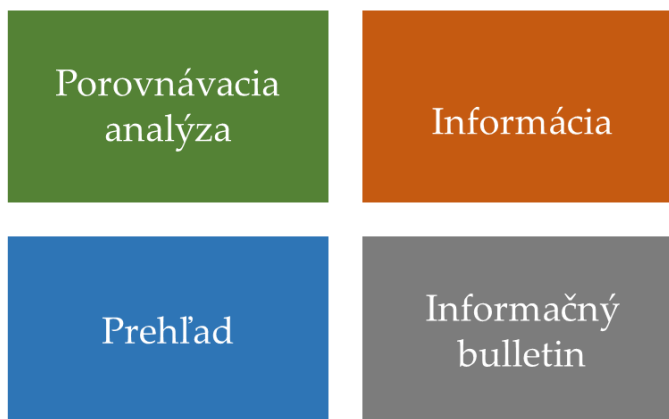 Porovnávacia
analýza
Informácia
Prehľad
Informačný
bulletin